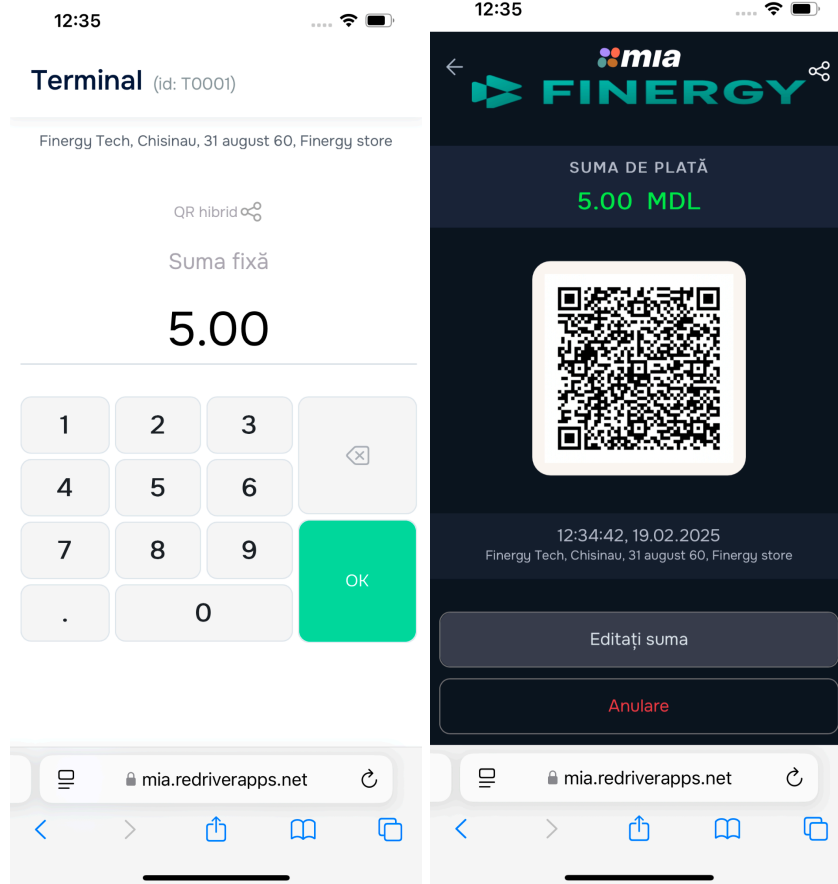 12:35
Terminal (id: T0001)
Finergy Tech, Chisinau, 31 august 60, Finergy store
QR hibrid
Suma fixă
5.00
1 2 3
4 5 6
7 8 9
. 0
OK
mia.redriverapps.net
12:35
mia
FINERGY
SUMA DE PLATĂ
5.00 MDL
12:34:42, 19.02.2025
Finergy Tech, Chisinau, 31 august 60, Finergy store
Editați suma
Anulare
mia.redriverapps.net